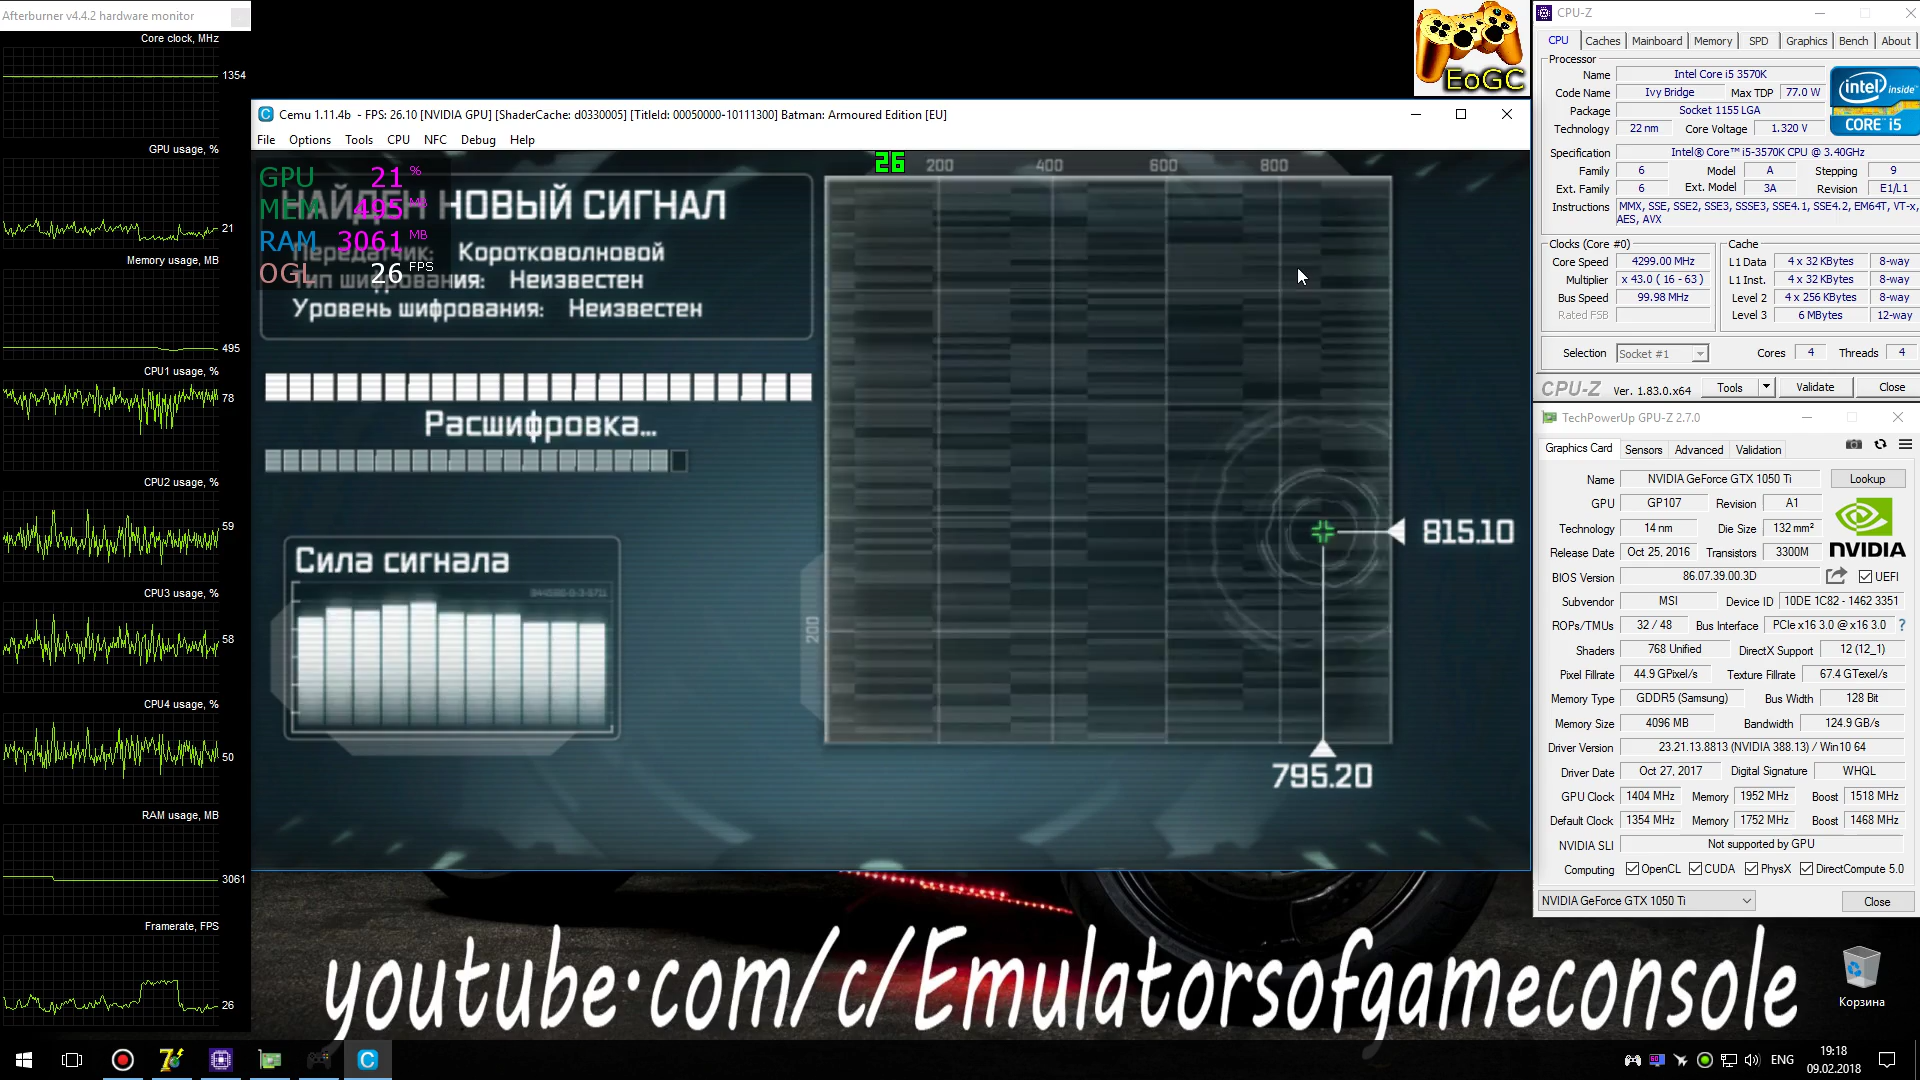 Afterburner v4.4.2 hardware monitor
Core clock, MHz
1354
GPU usage, %
21
Memory usage, MB
495
CPU1 usage, %
78
CPU2 usage, %
59
CPU3 usage, %
58
CPU4 usage, %
50
RAM usage, MB
3061
Framerate, FPS
26
EoGC
Cemu 1.11.4b - FPS: 26.10 [NVIDIA GPU] [ShaderCache: d0330005] [TitleId: 00050000-10111300] Batman: Armoured Edition [EU]
File Options Tools CPU NFC Debug Help
GPU 21 %
MEM 495 MB
RAM 3061 MB
OGL 26 FPS
НАЙДЕН НОВЫЙ СИГНАЛ
Передатчик: Коротковолновой
Тип шифрования: Неизвестен
Уровень шифрования: Неизвестен
Расшифровка...
Сила сигнала
26
200 400 600 800
200
815.10
795.20
CPU-Z
CPU Caches Mainboard Memory SPD Graphics Bench About
Processor
Name Intel Core i5 3570K
Code Name Ivy Bridge Max TDP 77.0 W
Package Socket 1155 LGA
Technology 22 nm Core Voltage 1.320 V
intel inside™
CORE i5
Specification Intel® Core™ i5-3570K CPU @ 3.40GHz
Family 6 Model A Stepping 9
Ext. Family 6 Ext. Model 3A Revision E1/L1
Instructions MMX, SSE, SSE2, SSE3, SSSE3, SSE4.1, SSE4.2, EM64T, VT-x,
AES, AVX
Clocks (Core #0)
Core Speed 4299.00 MHz
Multiplier x 43.0 ( 16 - 63 )
Bus Speed 99.98 MHz
Rated FSB
Cache
L1 Data 4 x 32 KBytes 8-way
L1 Inst. 4 x 32 KBytes 8-way
Level 2 4 x 256 KBytes 8-way
Level 3 6 MBytes 12-way
Selection Socket #1 Cores 4 Threads 4
CPU-Z Ver. 1.83.0.x64 Tools Validate Close
TechPowerUp GPU-Z 2.7.0
Graphics Card Sensors Advanced Validation
Name NVIDIA GeForce GTX 1050 Ti Lookup
GPU GP107 Revision A1
Technology 14 nm Die Size 132 mm²
Release Date Oct 25, 2016 Transistors 3300M
NVIDIA
BIOS Version 86.07.39.00.3D UEFI
Subvendor MSI Device ID 10DE 1C82 - 1462 3351
ROPs/TMUs 32 / 48 Bus Interface PCIe x16 3.0 @ x16 3.0 ?
Shaders 768 Unified DirectX Support 12 (12_1)
Pixel Fillrate 44.9 GPixel/s Texture Fillrate 67.4 GTexel/s
Memory Type GDDR5 (Samsung) Bus Width 128 Bit
Memory Size 4096 MB Bandwidth 124.9 GB/s
Driver Version 23.21.13.8813 (NVIDIA 388.13) / Win10 64
Driver Date Oct 27, 2017 Digital Signature WHQL
GPU Clock 1404 MHz Memory 1952 MHz Boost 1518 MHz
Default Clock 1354 MHz Memory 1752 MHz Boost 1468 MHz
NVIDIA SLI Not supported by GPU
Computing OpenCL CUDA PhysX DirectCompute 5.0
NVIDIA GeForce GTX 1050 Ti Close
youtube.com/c/Emulatorsofgameconsole
Корзина
ENG
19:18
09.02.2018